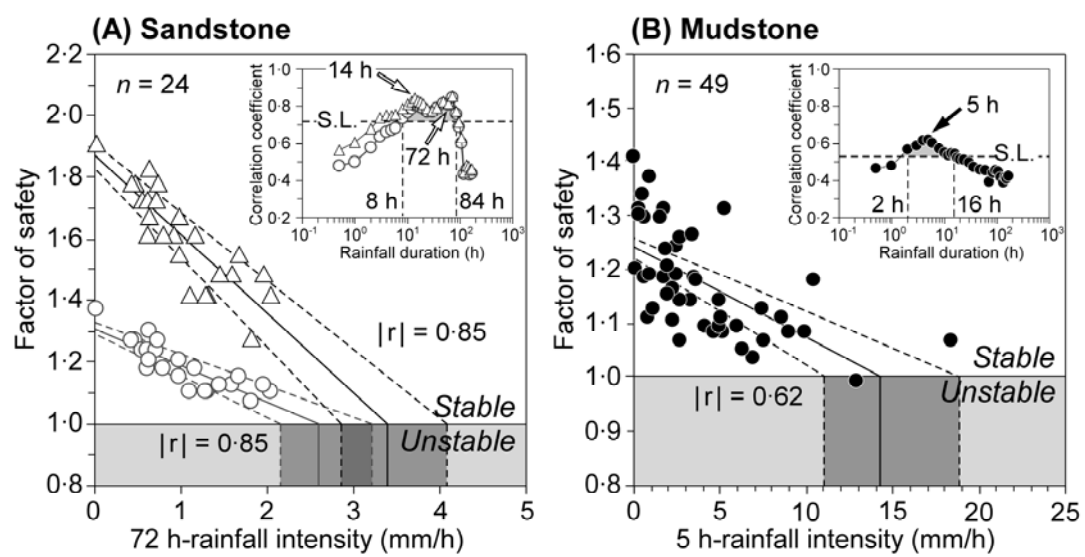 (A) Sandstone
2·2
2·0
1·8
1·6
1·4
1·2
1·0
0·8
Factor of safety
n = 24
14 h
S.L.
72 h
8 h
84 h
Correlation coefficient
1·0
0·8
0·6
0·4
0·2
10-1 100 101 102 103
Rainfall duration (h)
|r| = 0·85
Stable
Unstable
|r| = 0·85
0 1 2 3 4 5
72 h-rainfall intensity (mm/h)
(B) Mudstone
1·6
1·5
1·4
1·3
1·2
1·1
1·0
0·9
0·8
Factor of safety
n = 49
5 h
S.L.
2 h
16 h
Correlation coefficient
1·0
0·8
0·6
0·4
0·2
10-1 100 101 102 103
Rainfall duration (h)
Stable
Unstable
|r| = 0·62
0 5 10 15 20 25
5 h-rainfall intensity (mm/h)